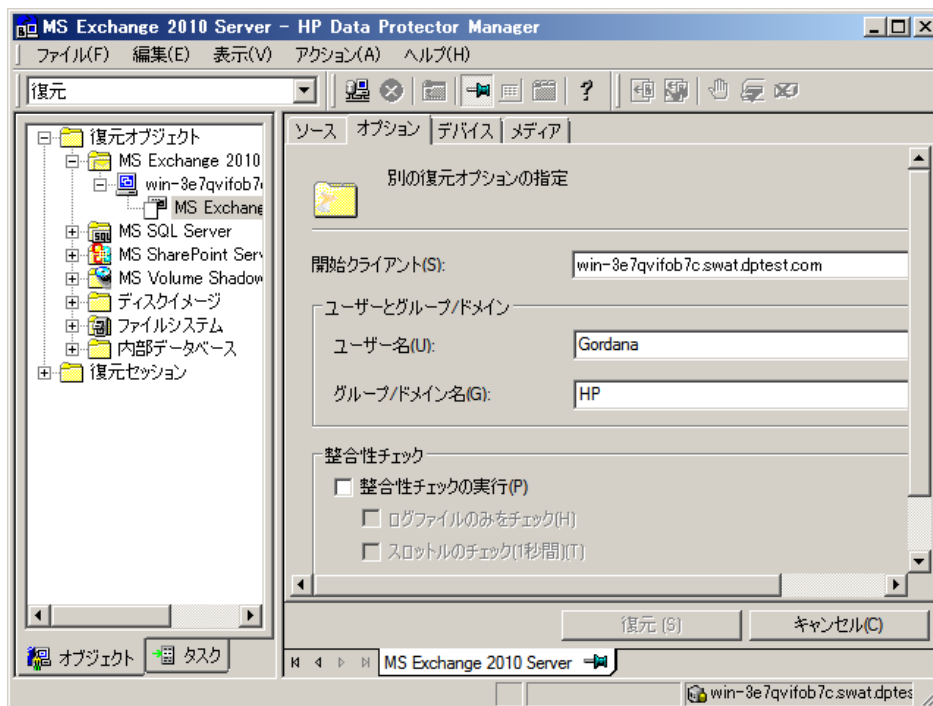 MS Exchange 2010 Server - HP Data Protector Manager
ファイル(F) 編集(E) 表示(V) アクション(A) ヘルプ(H)
復元
復元オブジェクト
MS Exchange 2010
win-3e7qvifob7
MS Exchang
MS SQL Server
MS SharePoint Serv
MS Volume Shadow
ディスクイメージ
ファイルシステム
内部データベース
復元セッション
オブジェクト タスク
ソース オプション デバイス メディア
別の復元オプションの指定
開始クライアント(S): win-3e7qvifob7c.swat.dptest.com
ユーザーとグループ/ドメイン
ユーザー名(U): Gordana
グループ/ドメイン名(G): HP
整合性チェック
整合性チェックの実行(P)
ログファイルのみをチェック(H)
スロットルのチェック(1秒間)(T)
復元(S) キャンセル(C)
MS Exchange 2010 Server
win-3e7qvifob7c.swat.dptes